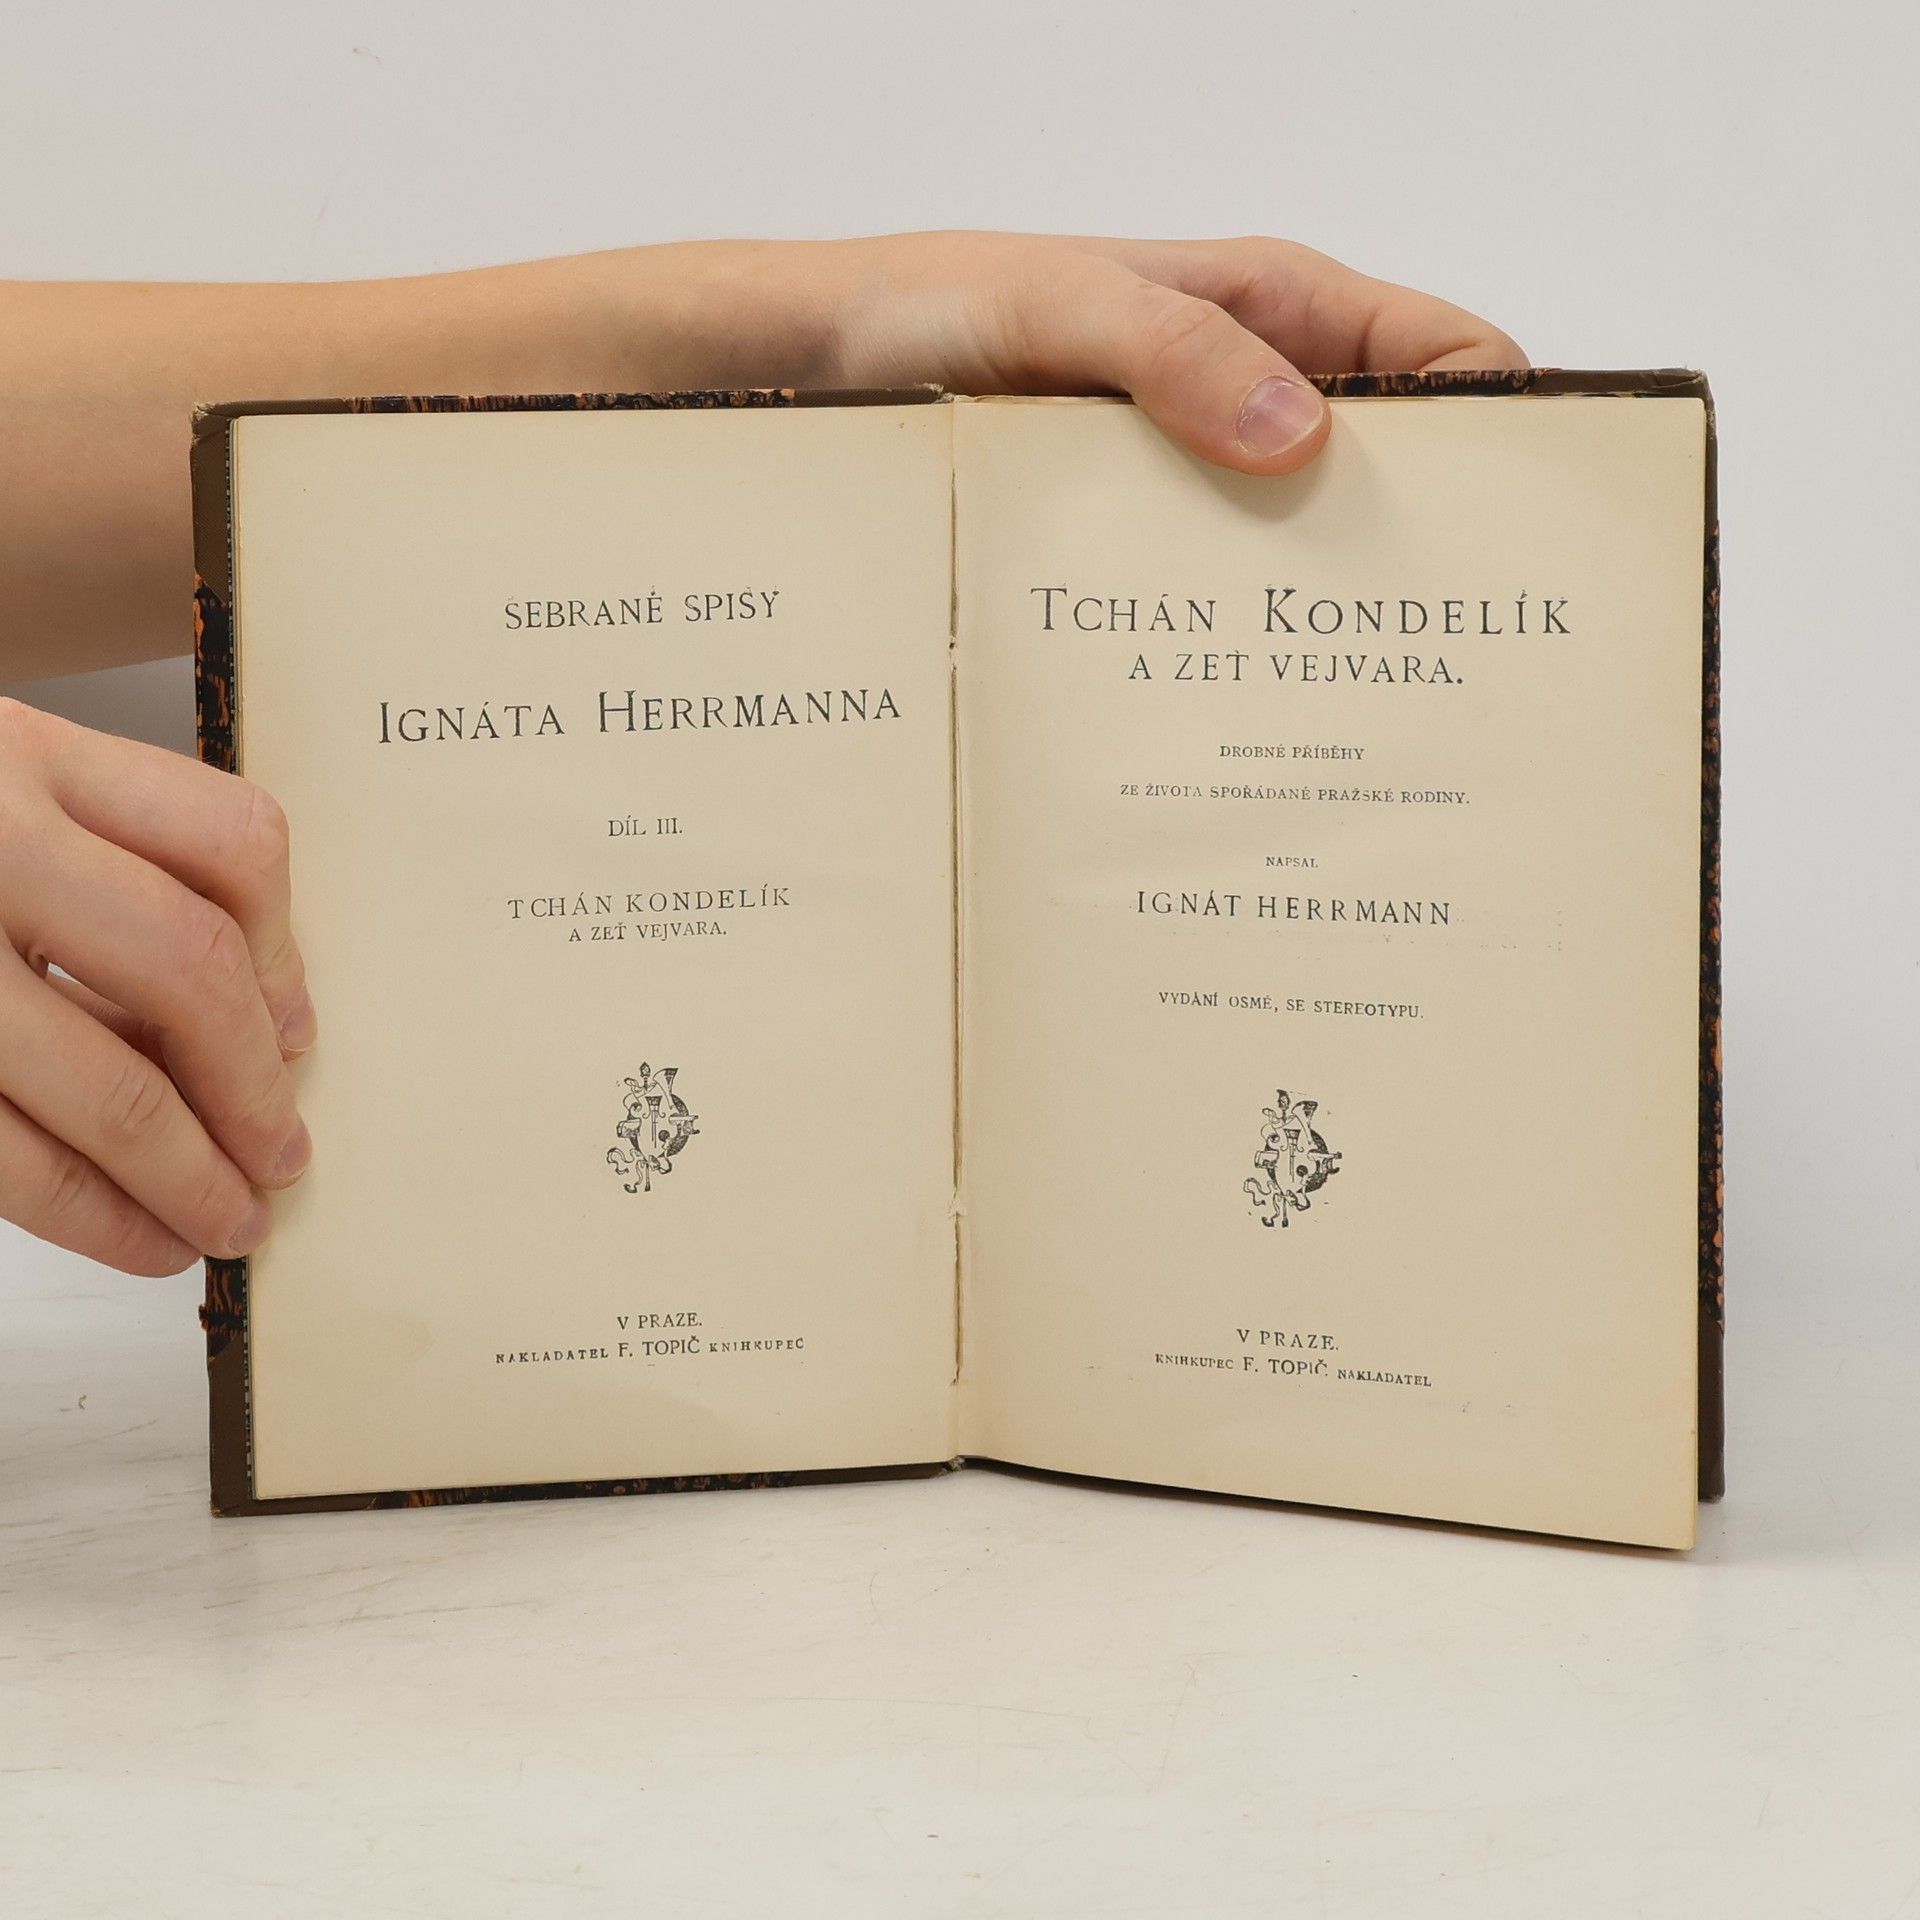 SEBRANÉ SPISY
IGNÁTA HERRMANNA
DÍL III.
TCHÁN KONDELÍK
A ZEŤ VEJVARA.
V PRAZE.
NAKLADATEL F. TOPIČ KNIHKUPEC
TCHÁN KONDELÍK
A ZEŤ VEJVARA.
DROBNÉ PŘÍBĚHY
ZE ŽIVOTA SPOŘÁDANÉ PRAŽSKÉ RODINY.
NAPSAL
IGNÁT HERRMANN
VYDÁNÍ OSMÉ, SE STEREOTYPU.
V PRAZE.
KNIHKUPEC F. TOPIČ NAKLADATEL